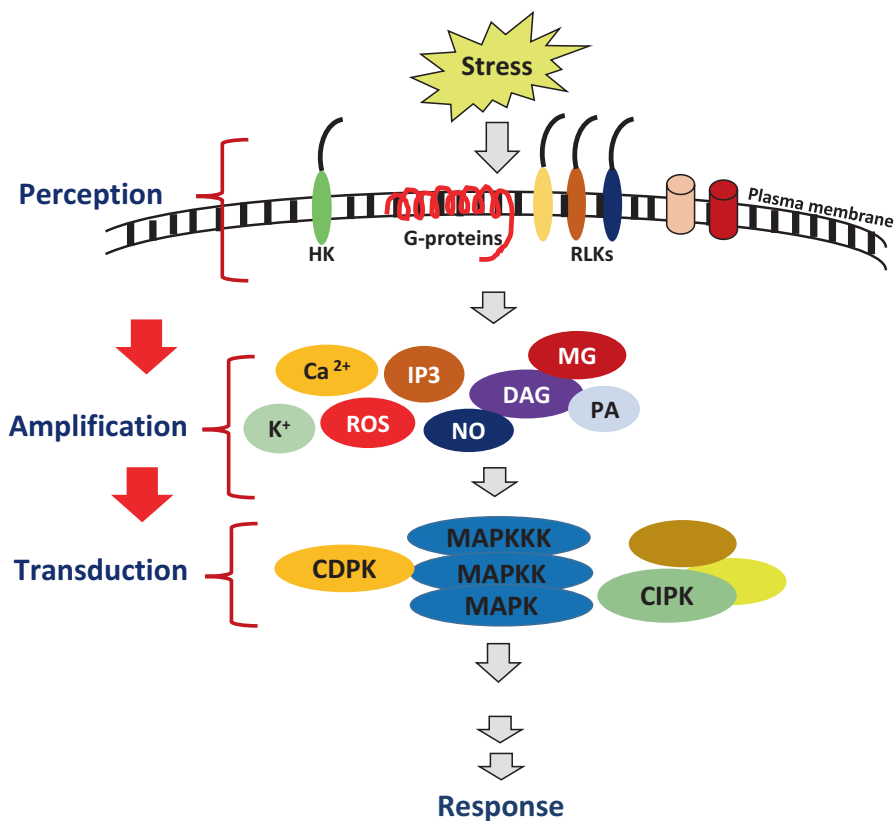 Stress
Perception
Plasma membrane
HK
G-proteins
RLKs
MG
Ca 2+
IP3
DAG
PA
Amplification
K+
ROS
NO
MAPKKK
CDPK
MAPKK
Transduction
MAPK
CIPK
Response